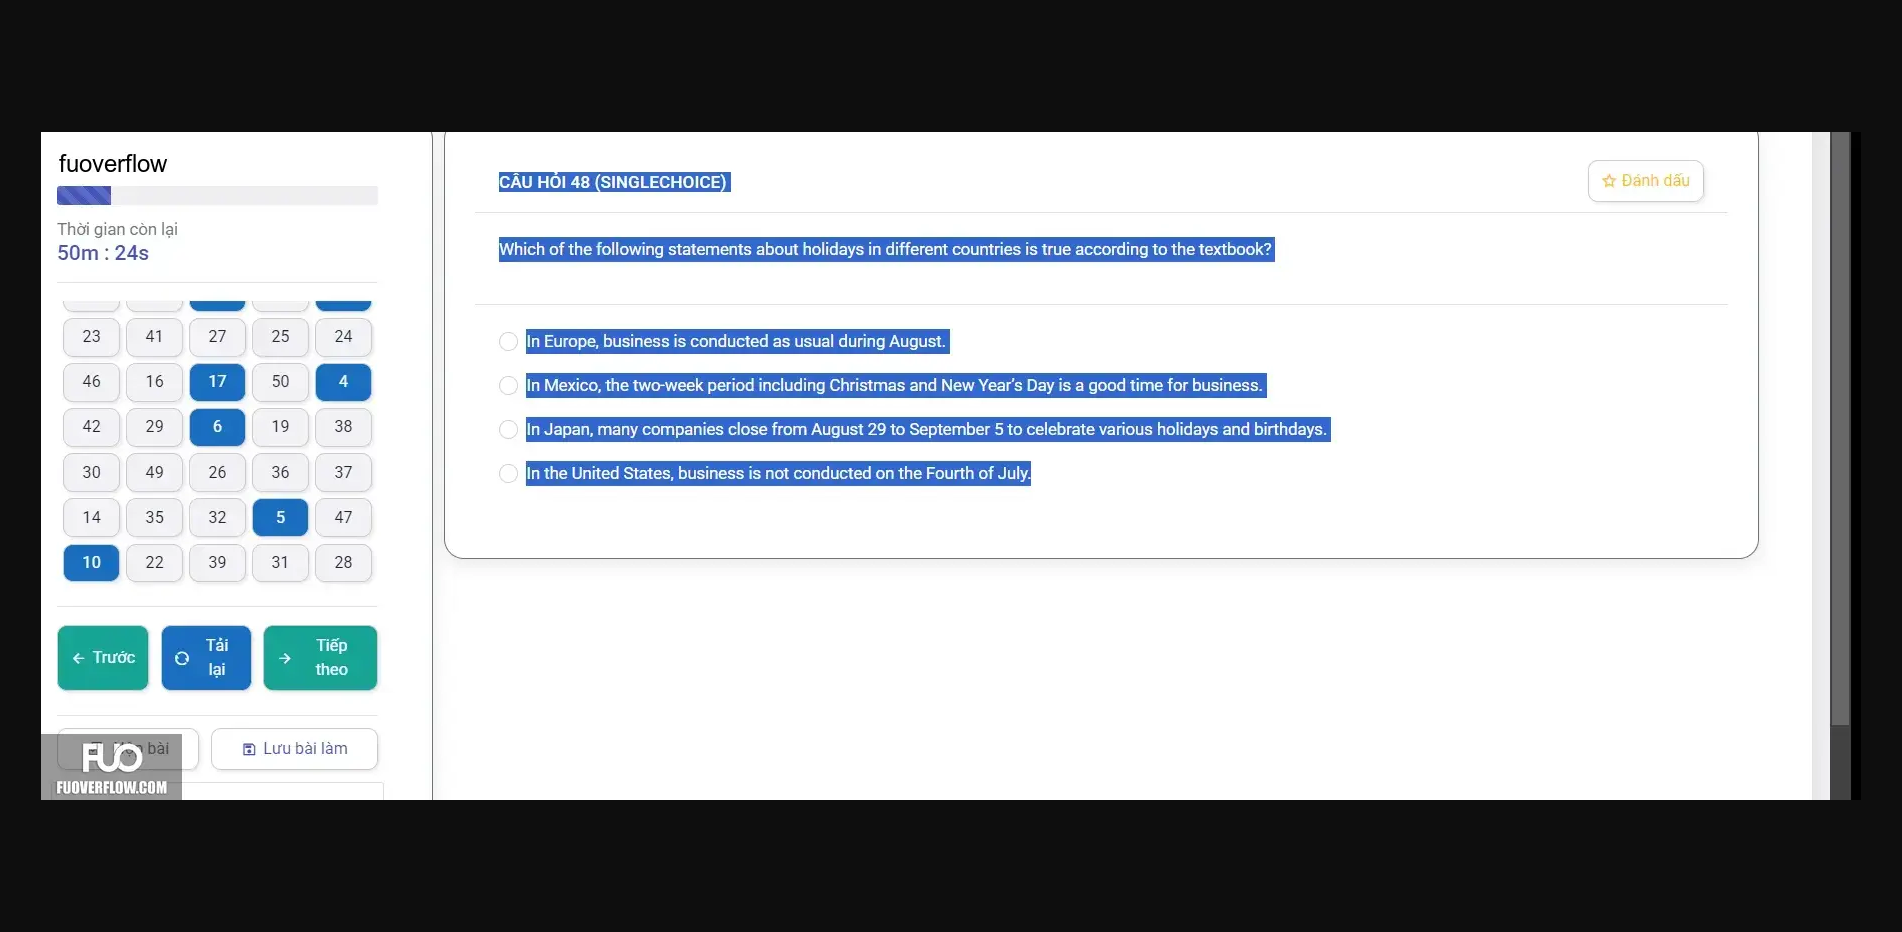 fuoverflow
Thời gian còn lại
50m : 24s
23 41 27 25 24
46 16 17 50 4
42 29 6 19 38
30 49 26 36 37
14 35 32 5 47
10 22 39 31 28
Trước
Tải lại
Tiếp theo
bài
Lưu bài làm
FUO
FUOVERFLOW.COM
CÂU HỎI 48 (SINGLECHOICE)
Đánh dấu
Which of the following statements about holidays in different countries is true according to the textbook?
In Europe, business is conducted as usual during August.
In Mexico, the two-week period including Christmas and New Year's Day is a good time for business.
In Japan, many companies close from August 29 to September 5 to celebrate various holidays and birthdays.
In the United States, business is not conducted on the Fourth of July.